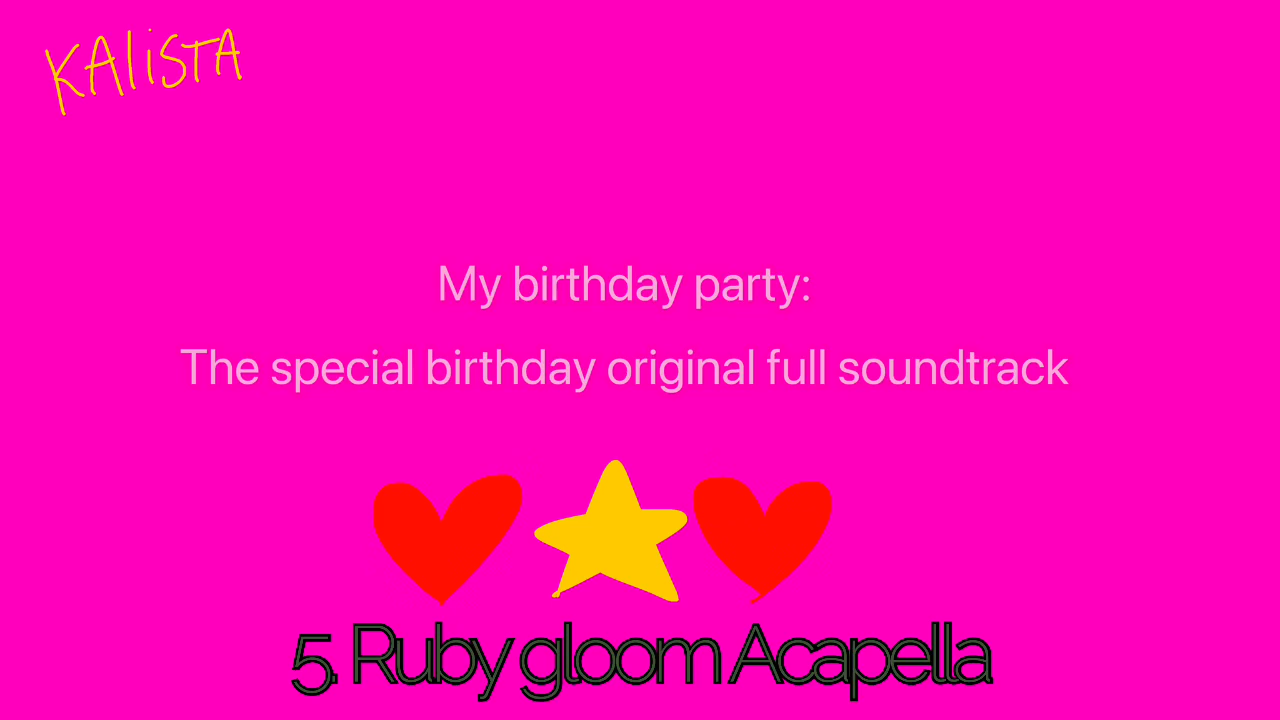 KALiSTA
My birthday party:
The special birthday original full soundtrack
5. Ruby gloom Acapella